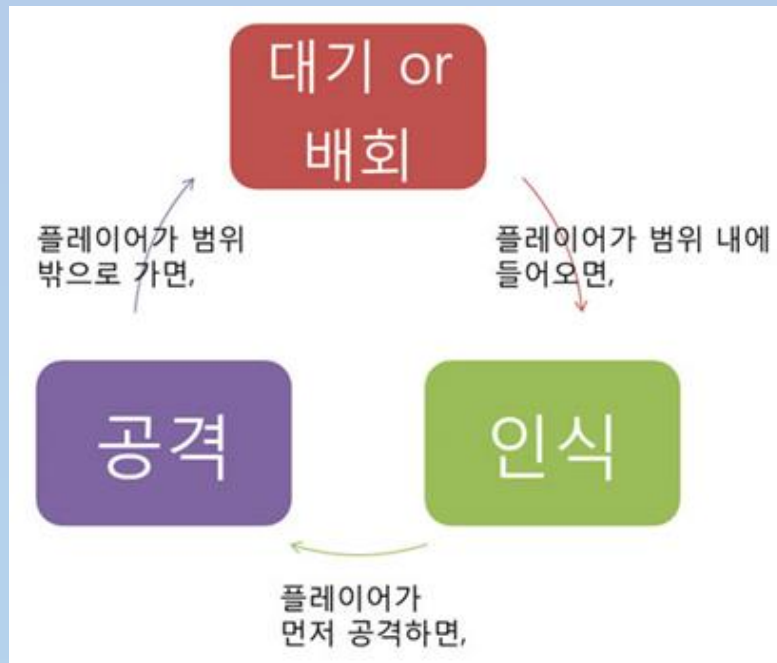 대기 or
배회
플레이어가 범위
밖으로 가면,
플레이어가 범위 내에
들어오면,
공격
인식
플레이어가
먼저 공격하면,